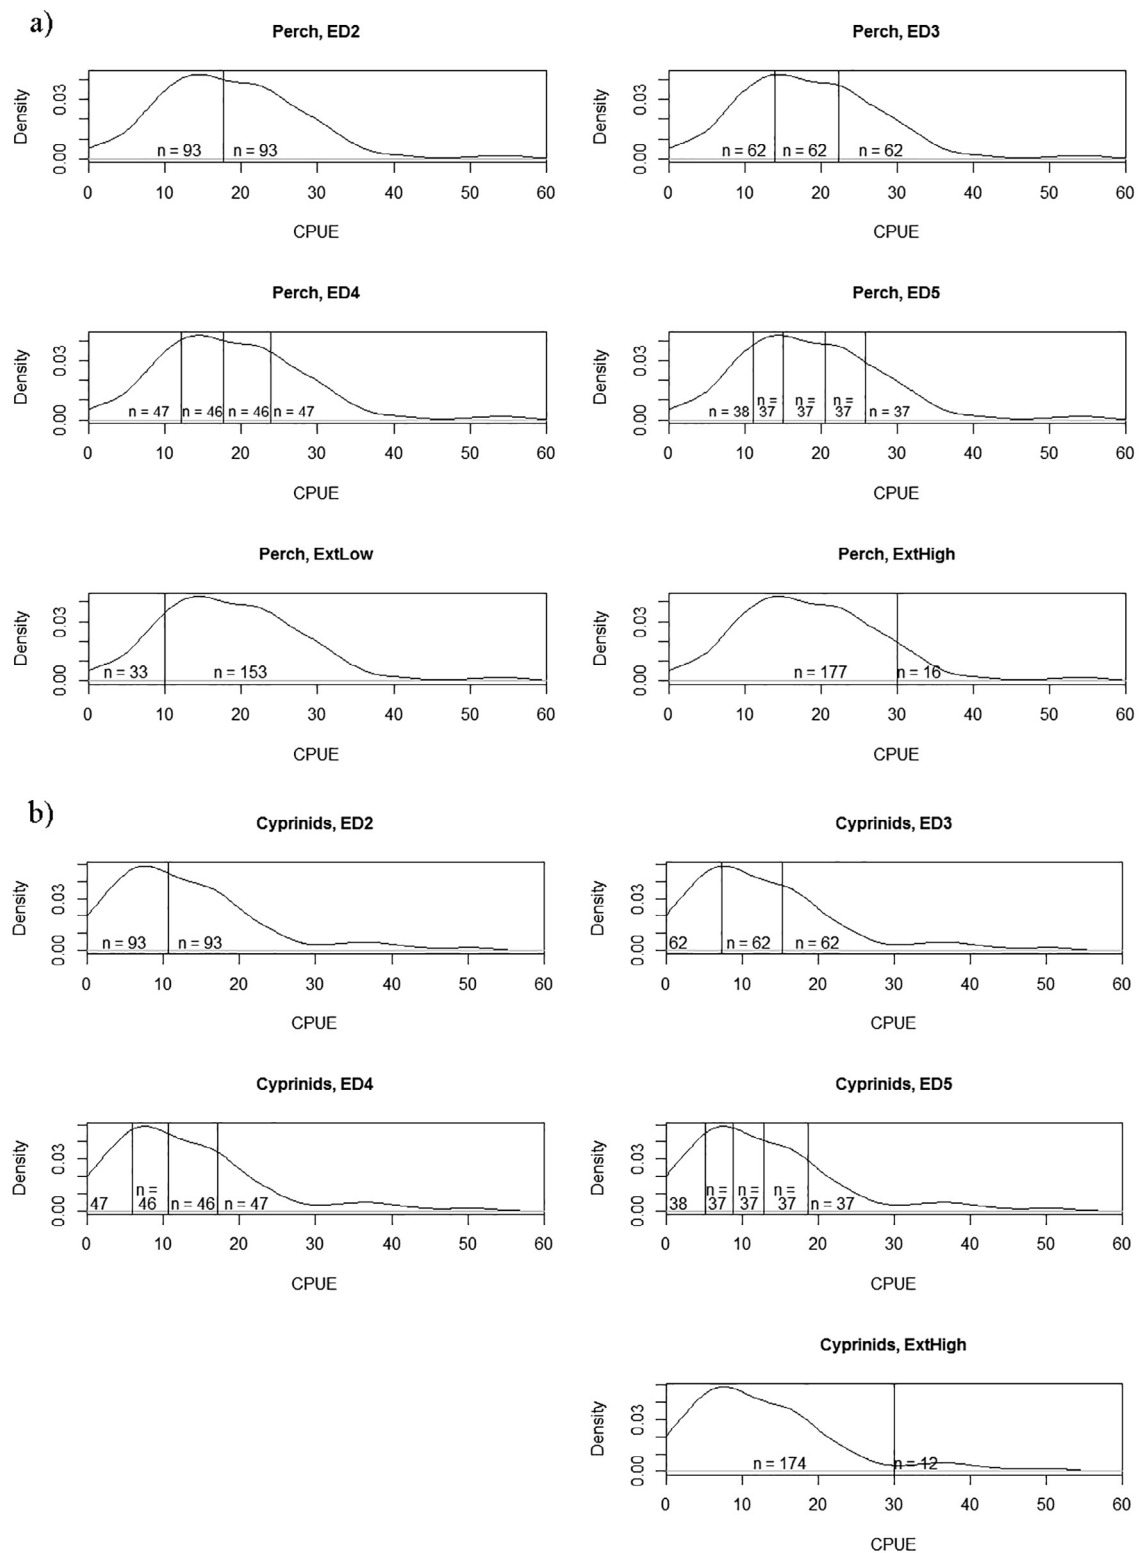 a)
Perch, ED2
Density
0.00 0.03
n = 93 n = 93
0 10 20 30 40 50 60
CPUE
Perch, ED3
Density
0.00 0.03
n = 62 n = 62 n = 62
0 10 20 30 40 50 60
CPUE
Perch, ED4
Density
0.00 0.03
n = 47 n = 46 n = 46 n = 47
0 10 20 30 40 50 60
CPUE
Perch, ED5
Density
0.00 0.03
n = 38 n = 37 n = 37 n = 37 n = 37
0 10 20 30 40 50 60
CPUE
Perch, ExtLow
Density
0.00 0.03
n = 33 n = 153
0 10 20 30 40 50 60
CPUE
Perch, ExtHigh
Density
0.00 0.03
n = 177 n = 16
0 10 20 30 40 50 60
CPUE
b)
Cyprinids, ED2
Density
0.00 0.03
n = 93 n = 93
0 10 20 30 40 50 60
CPUE
Cyprinids, ED3
Density
0.00 0.03
62 n = 62 n = 62
0 10 20 30 40 50 60
CPUE
Cyprinids, ED4
Density
0.00 0.03
47 n = 46 n = 46 n = 47
0 10 20 30 40 50 60
CPUE
Cyprinids, ED5
Density
0.00 0.03
38 n = 37 n = 37 n = 37 n = 37
0 10 20 30 40 50 60
CPUE
Cyprinids, ExtHigh
Density
0.00 0.03
n = 174 n = 12
0 10 20 30 40 50 60
CPUE